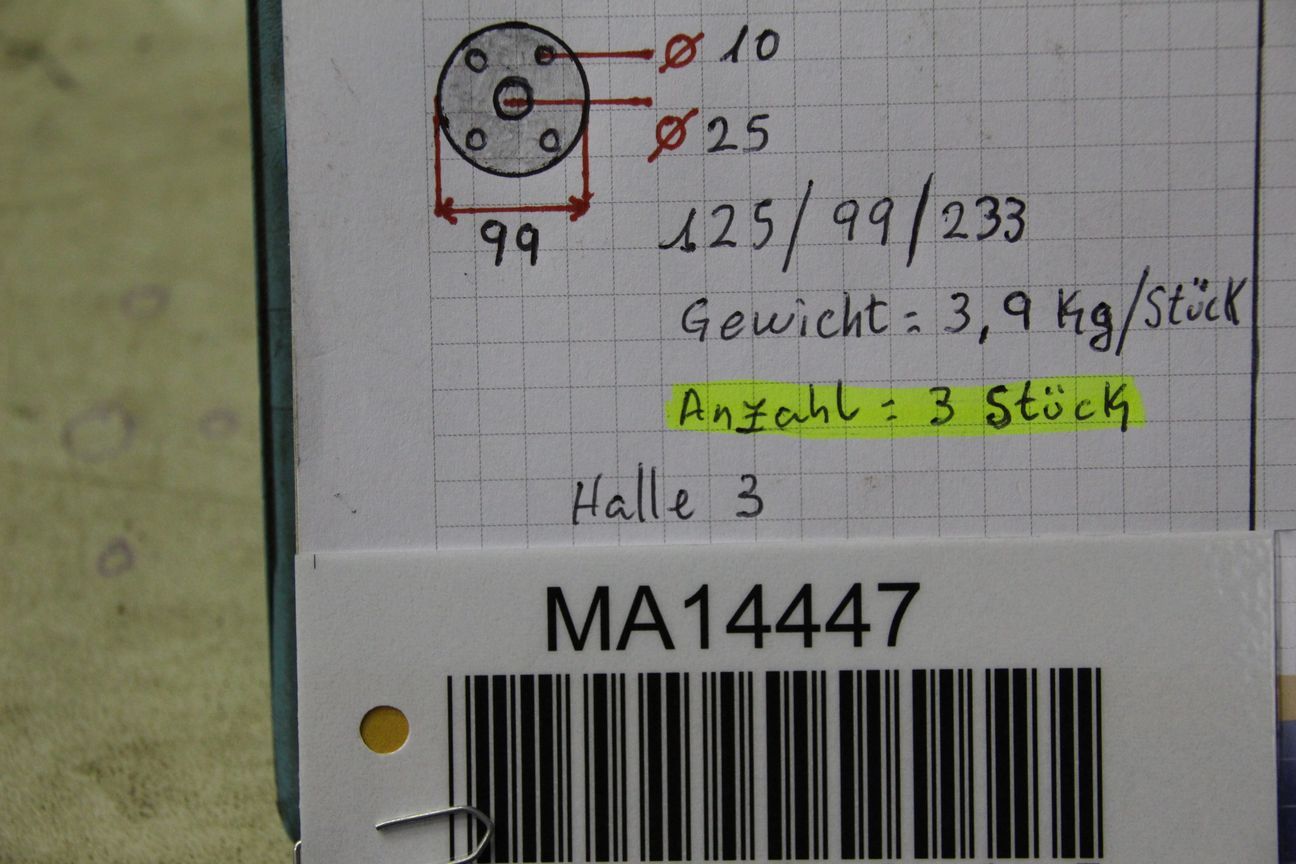 Ø 10
Ø 25
99
125/99/233
Gewicht = 3,9 Kg/Stück
Anzahl = 3 Stück
Halle 3
MA14447